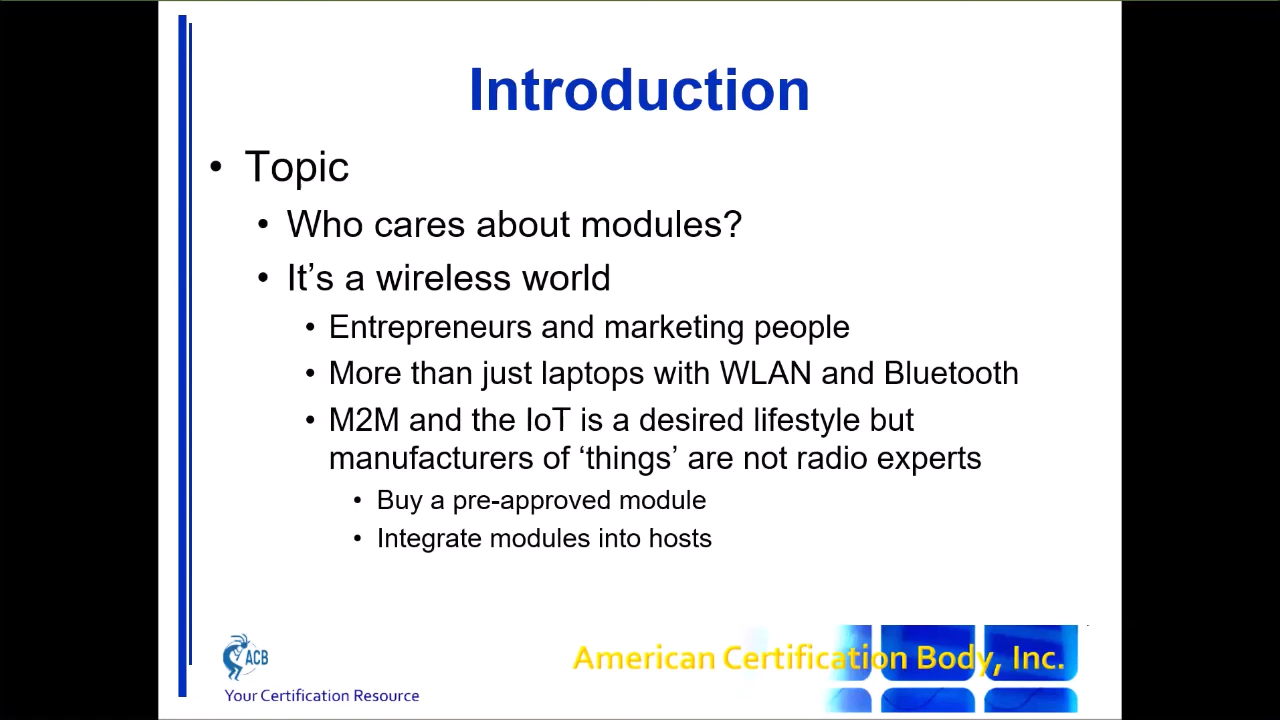 Introduction
• Topic
• Who cares about modules?
• It’s a wireless world
• Entrepreneurs and marketing people
• More than just laptops with WLAN and Bluetooth
• M2M and the IoT is a desired lifestyle but
manufacturers of ‘things’ are not radio experts
• Buy a pre-approved module
• Integrate modules into hosts
ACB
Your Certification Resource
American Certification Body, Inc.